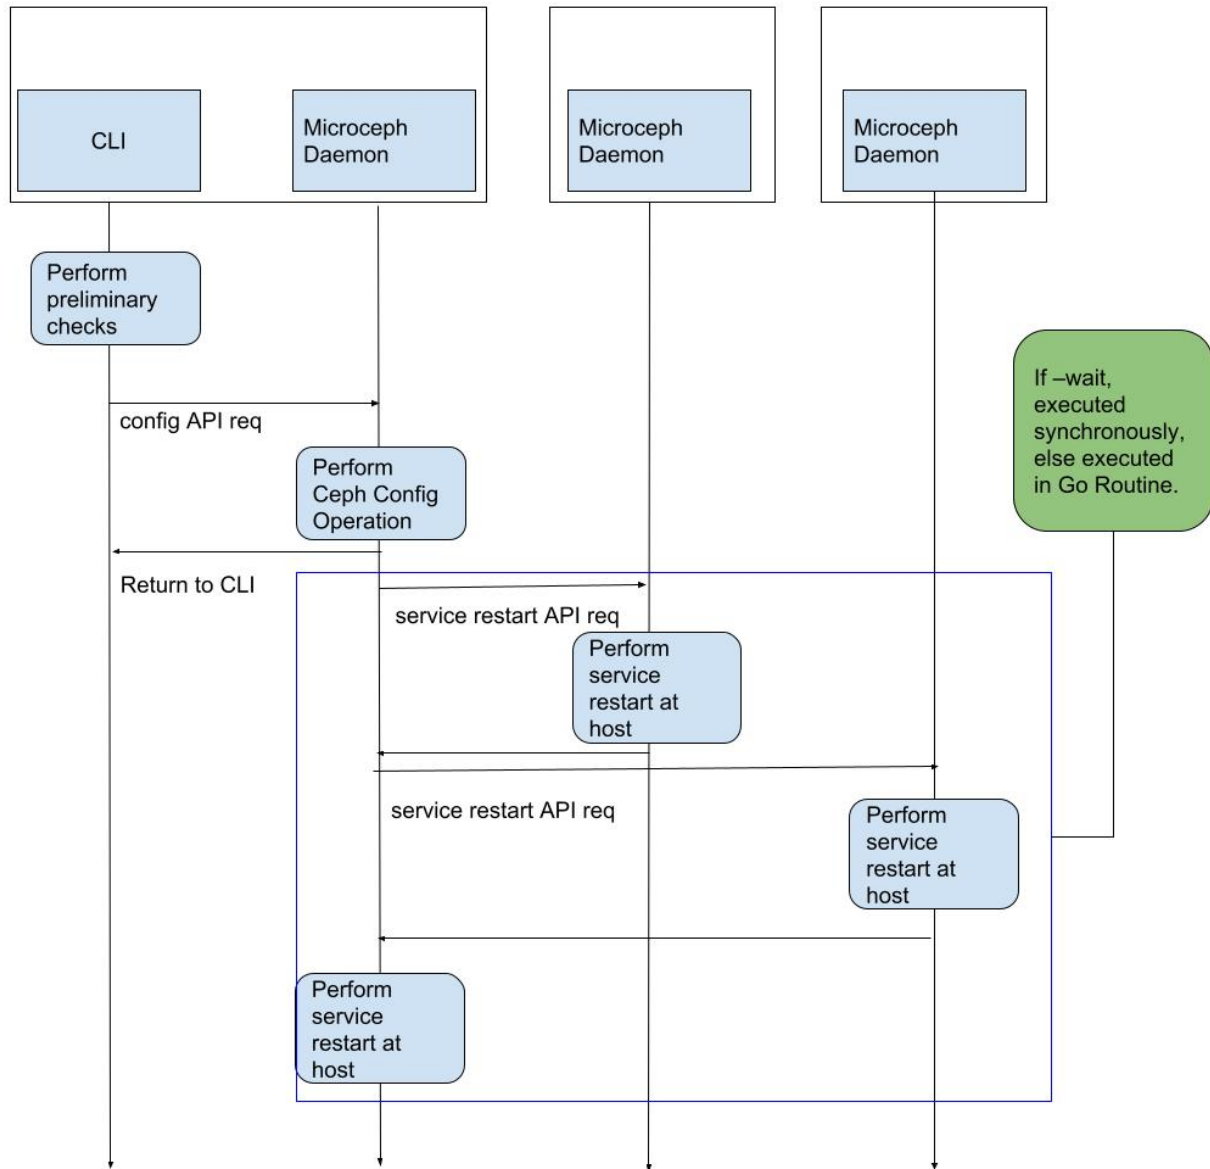 CLI
Microceph
Daemon
Microceph
Daemon
Microceph
Daemon
Perform
preliminary
checks
config API req
Perform
Ceph Config
Operation
Return to CLI
If –wait,
executed
synchronously,
else executed
in Go Routine.
service restart API req
Perform
service
restart at
host
service restart API req
Perform
service
restart at
host
Perform
service
restart at
host